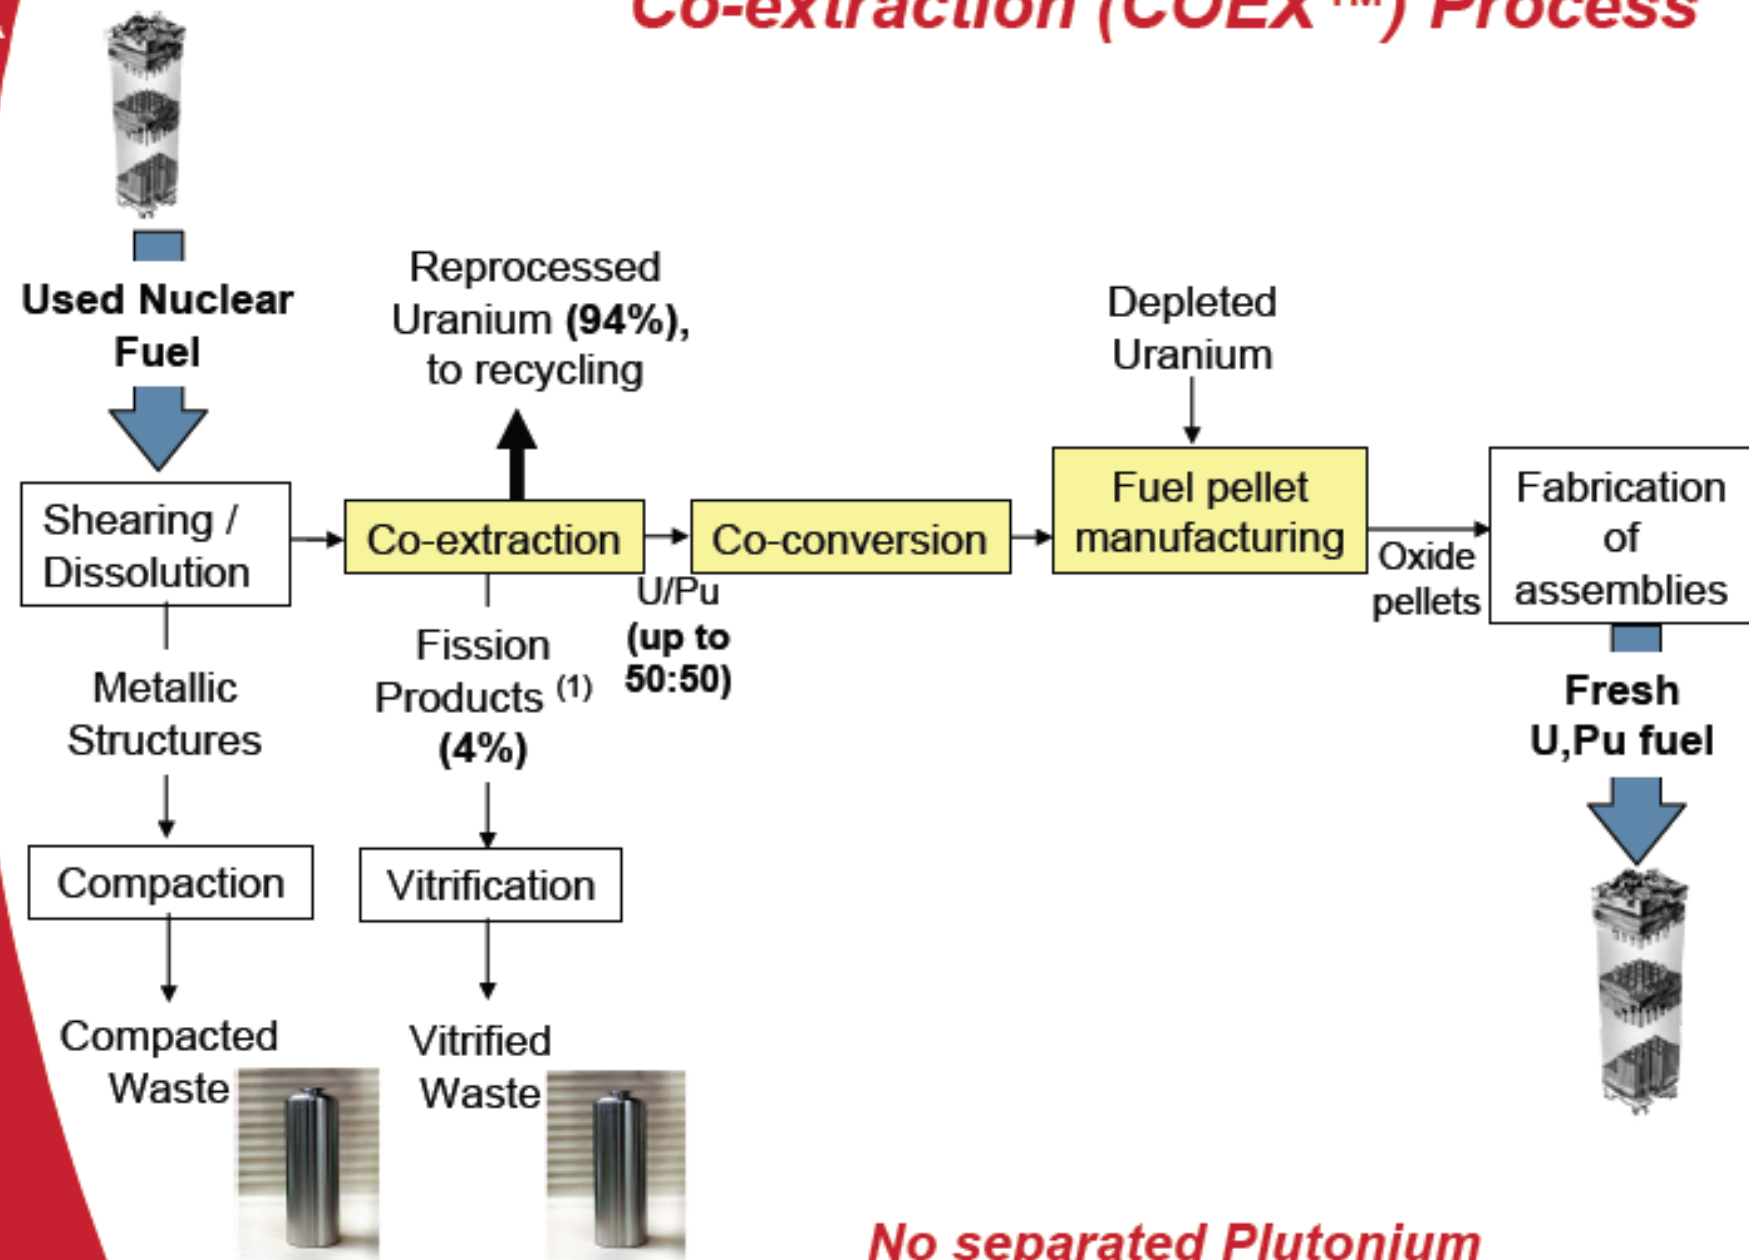 Co-extraction (COEX™) Process
Used Nuclear
Fuel
Reprocessed
Uranium (94%),
to recycling
Depleted
Uranium
Shearing /
Dissolution
Co-extraction
Co-conversion
Fuel pellet
manufacturing
Oxide
pellets
Fabrication
of
assemblies
U/Pu
(up to
50:50)
Metallic
Structures
Fission
Products (1)
(4%)
Fresh
U,Pu fuel
Compaction
Vitrification
Compacted
Waste
Vitrified
Waste
No separated Plutonium